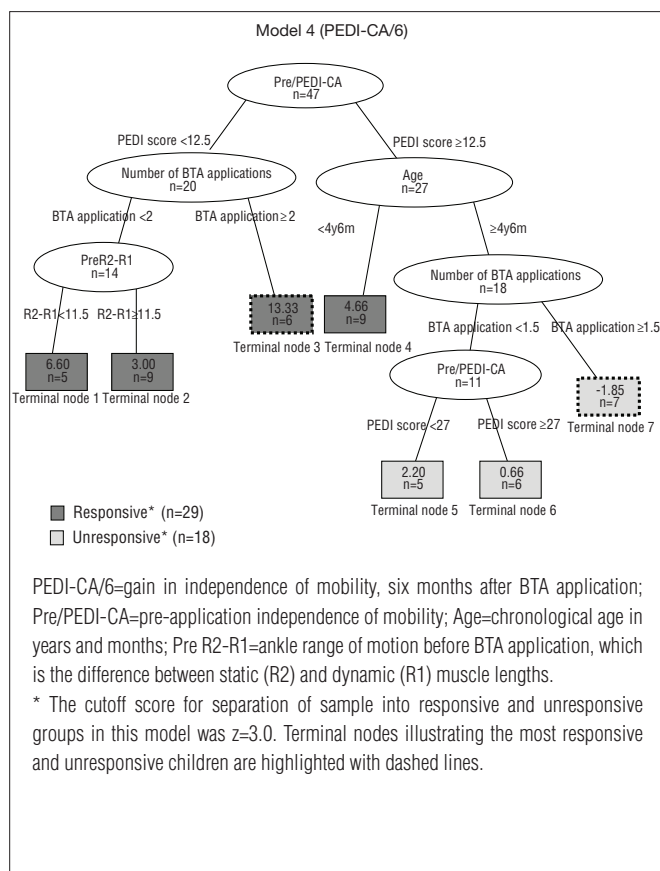 Model 4 (PEDI-CA/6)
Pre/PEDI-CA
n=47
PEDI score <12.5
PEDI score ≥12.5
Number of BTA applications
n=20
Age
n=27
BTA application <2
BTA application ≥2
<4y6m
≥4y6m
PreR2-R1
n=14
Number of BTA applications
n=18
R2-R1<11.5
R2-R1≥11.5
13.33
n=6
Terminal node 3
4.66
n=9
Terminal node 4
BTA application <1.5
BTA application ≥1.5
6.60
n=5
Terminal node 1
3.00
n=9
Terminal node 2
Pre/PEDI-CA
n=11
-1.85
n=7
Terminal node 7
PEDI score <27
PEDI score ≥27
2.20
n=5
Terminal node 5
0.66
n=6
Terminal node 6
Responsive* (n=29)
Unresponsive* (n=18)
PEDI-CA/6=gain in independence of mobility, six months after BTA application;
Pre/PEDI-CA=pre-application independence of mobility; Age=chronological age in
years and months; Pre R2-R1=ankle range of motion before BTA application, which
is the difference between static (R2) and dynamic (R1) muscle lengths.
* The cutoff score for separation of sample into responsive and unresponsive
groups in this model was z=3.0. Terminal nodes illustrating the most responsive
and unresponsive children are highlighted with dashed lines.